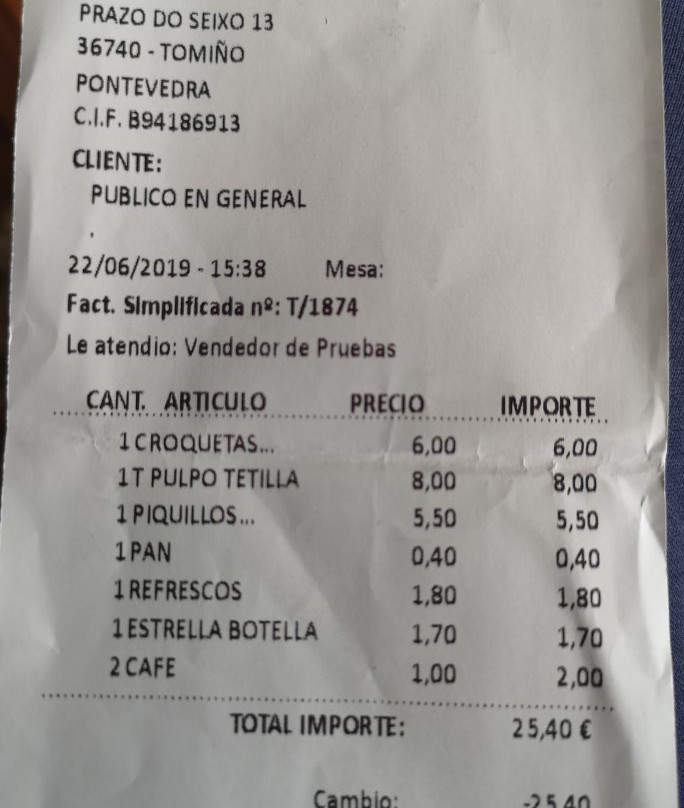 PRAZO DO SEIXO 13
36740 - TOMIÑO
PONTEVEDRA
C.I.F. B94186913
CLIENTE:
PUBLICO EN GENERAL
.
22/06/2019 - 15:38 Mesa:
Fact. Simplificada nº: T/1874
Le atendio: Vendedor de Pruebas
CANT. ARTICULO PRECIO IMPORTE
1 CROQUETAS... 6,00 6,00
1 T PULPO TETILLA 8,00 8,00
1 PIQUILLOS... 5,50 5,50
1 PAN 0,40 0,40
1 REFRESCOS 1,80 1,80
1 ESTRELLA BOTELLA 1,70 1,70
2 CAFE 1,00 2,00
TOTAL IMPORTE: 25,40 €
Cambio: -25,40